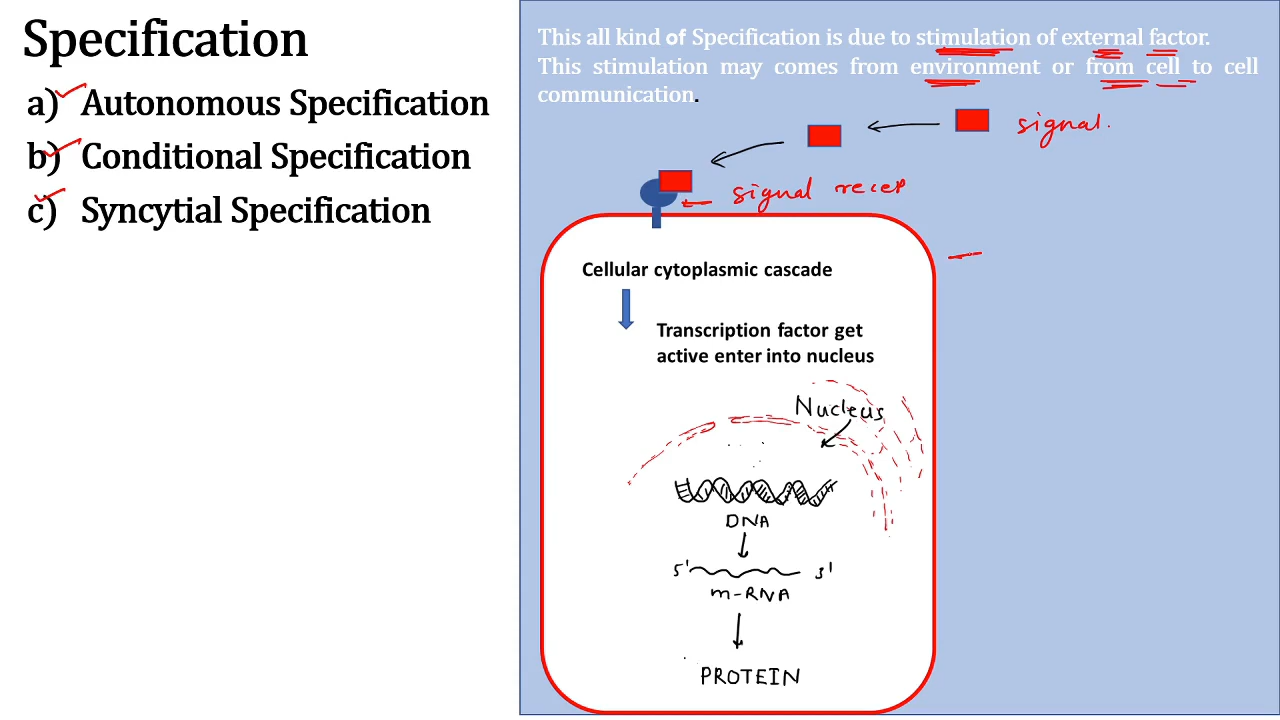 Specification
a) Autonomous Specification
b) Conditional Specification
c) Syncytial Specification
This all kind of Specification is due to stimulation of external factor.
This stimulation may comes from environment or from cell to cell
communication.
signal.
signal recep
Cellular cytoplasmic cascade
Transcription factor get
active enter into nucleus
Nucleus
DNA
5' 3'
m-RNA
PROTEIN